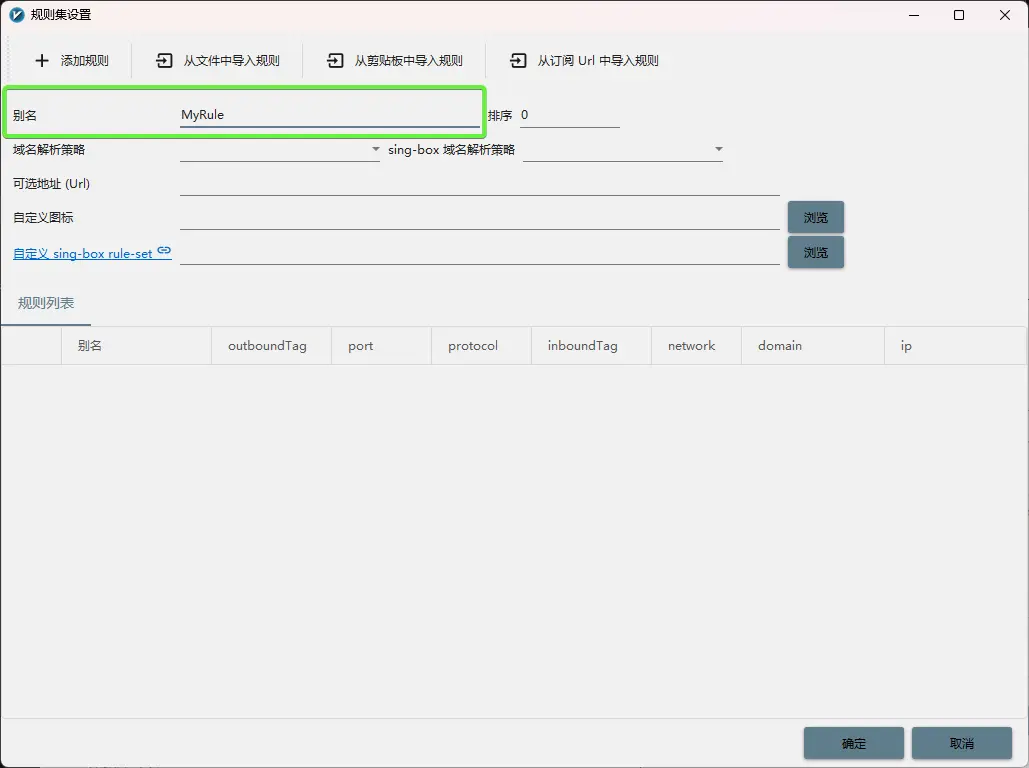 规则集设置
添加规则 从文件中导入规则 从剪贴板中导入规则 从订阅 Url 中导入规则
别名 MyRule 排序 0
域名解析策略 sing-box 域名解析策略
可选地址 (Url)
自定义图标 浏览
自定义 sing-box rule-set 浏览
规则列表
别名 outboundTag port protocol inboundTag network domain ip
确定 取消